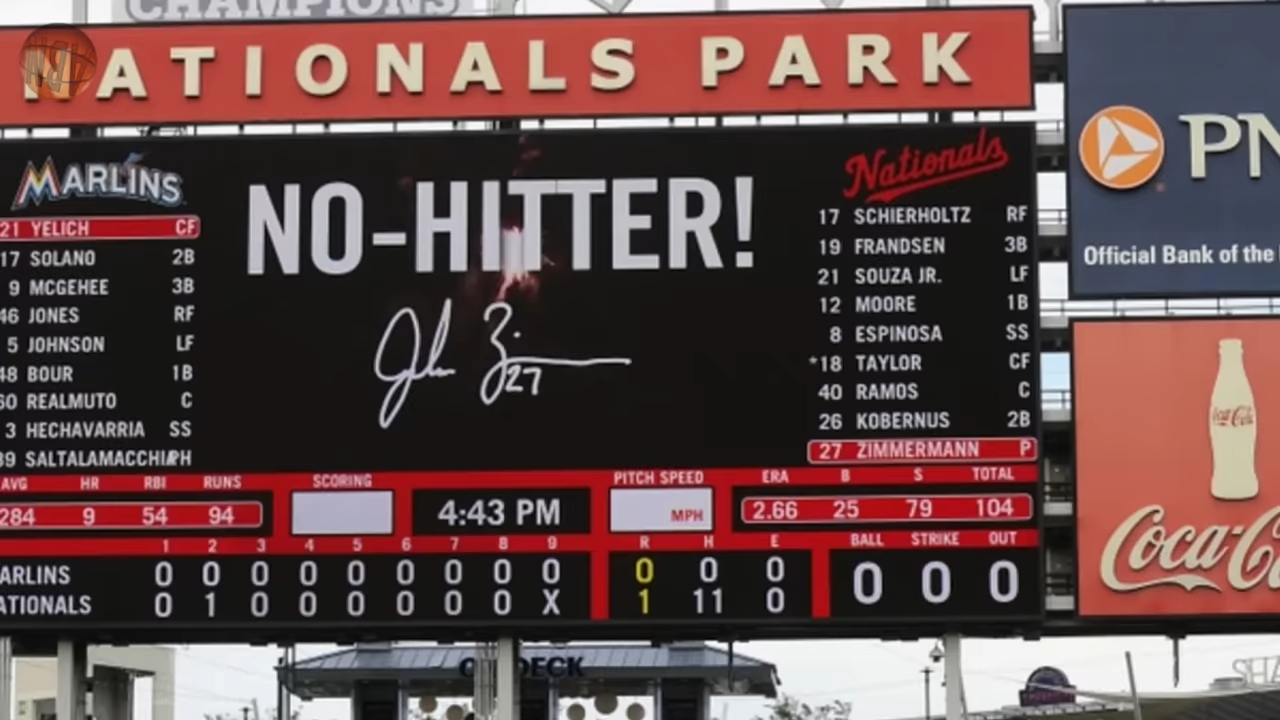 CHAMPIONS
NATIONALS PARK
MARLINS
NO-HITTER!
Nationals
21 YELICH CF
17 SOLANO 2B
9 MCGEHEE 3B
46 JONES RF
5 JOHNSON LF
48 BOUR 1B
60 REALMUTO C
3 HECHAVARRIA SS
39 SALTALAMACCHIA PH
17 SCHIERHOLTZ RF
19 FRANDSEN 3B
21 SOUZA JR. LF
12 MOORE 1B
8 ESPINOSA SS
*18 TAYLOR CF
40 RAMOS C
26 KOBERNUS 2B
27 ZIMMERMANN P
27
AVG HR RBI RUNS
284 9 54 94
SCORING
4:43 PM
PITCH SPEED
MPH
ERA B S TOTAL
2.66 25 79 104
1 2 3 4 5 6 7 8 9 R H E
ARLINS 0 0 0 0 0 0 0 0 0 0 0 0
ATIONALS 0 1 0 0 0 0 0 0 X 1 11 0
BALL STRIKE OUT
0 0 0
PN
Official Bank of the
Coca-Cola
Coca-C